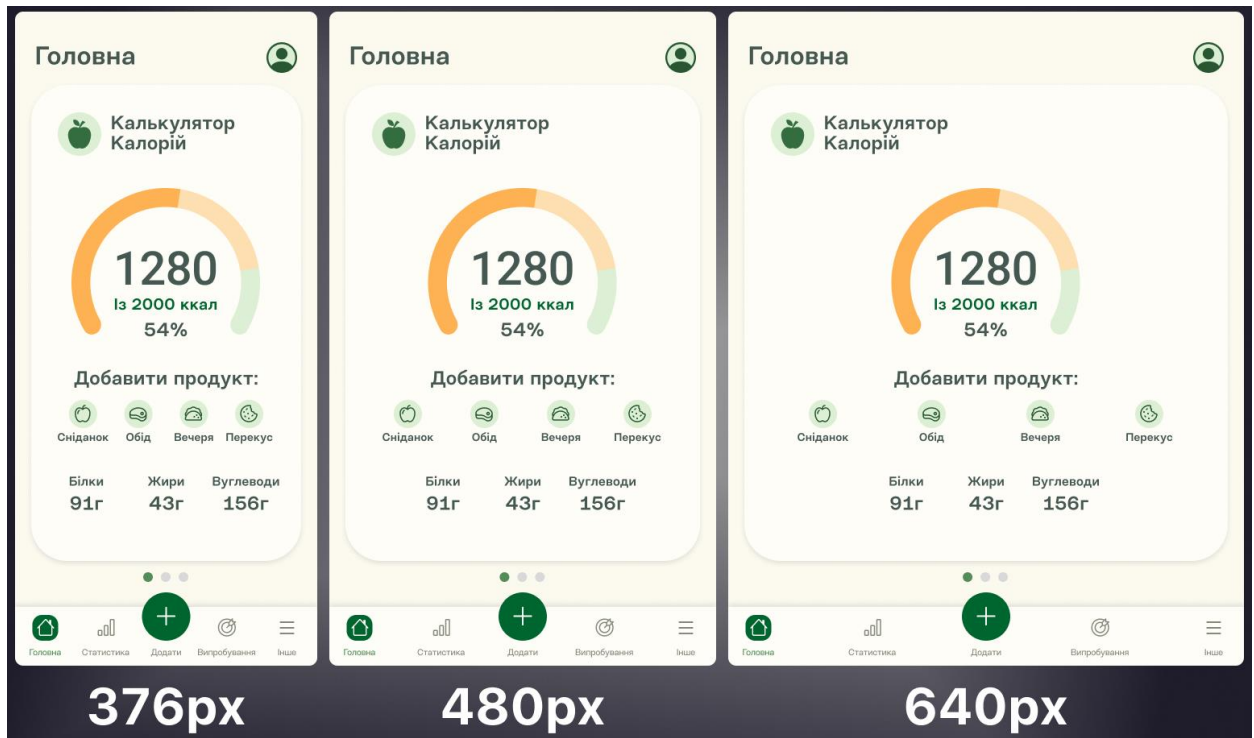 Головна
Калькулятор
Калорій
1280
Із 2000 ккал
54%
Добавити продукт:
Сніданок Обід Вечеря Перекус
Білки Жири Вуглеводи
91г 43г 156г
Головна Статистика Додати Випробування Інше
376px
Головна
Калькулятор
Калорій
1280
Із 2000 ккал
54%
Добавити продукт:
Сніданок Обід Вечеря Перекус
Білки Жири Вуглеводи
91г 43г 156г
Головна Статистика Додати Випробування Інше
480px
Головна
Калькулятор
Калорій
1280
Із 2000 ккал
54%
Добавити продукт:
Сніданок Обід Вечеря Перекус
Білки Жири Вуглеводи
91г 43г 156г
Головна Статистика Додати Випробування Інше
640px